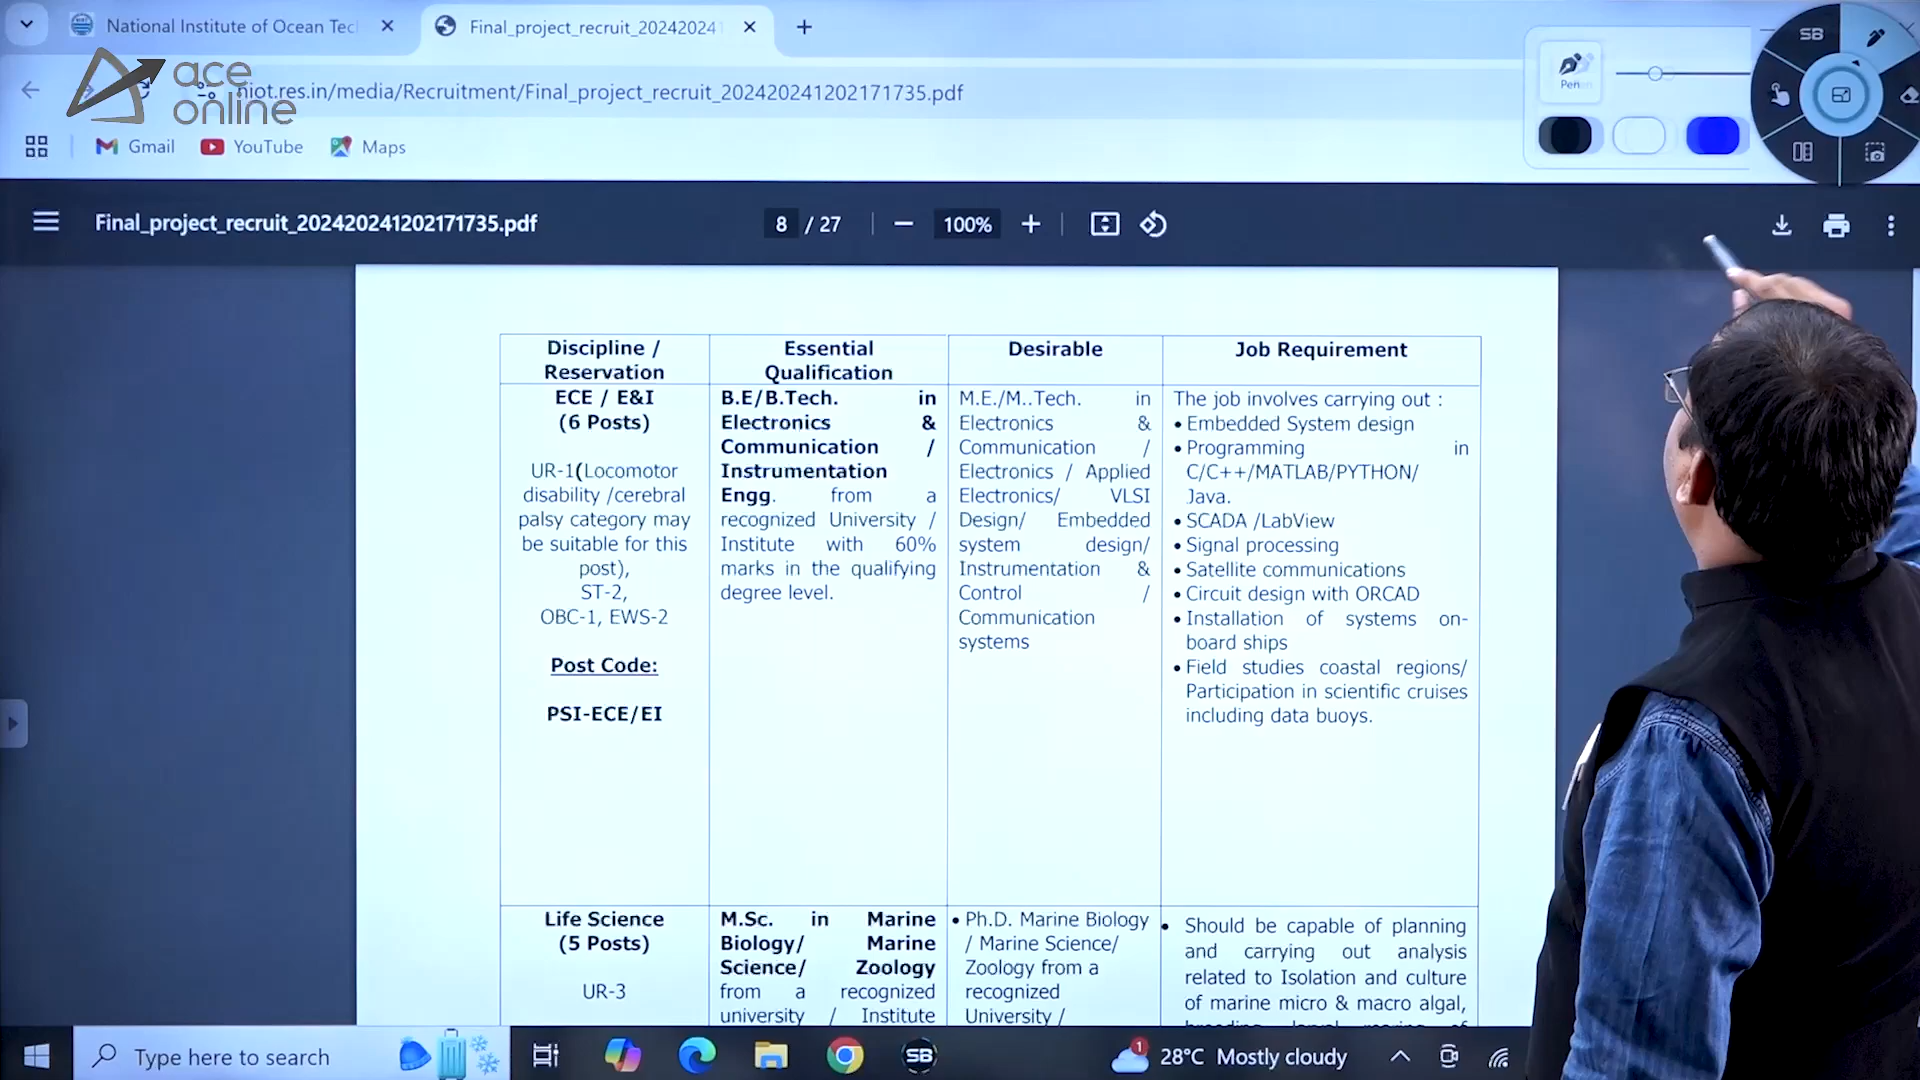 National Institute of Ocean Tec
Final_project_recruit_20242024
SB
ace
online
niot.res.in/media/Recruitment/Final_project_recruit_202420241202171735.pdf
Pen
Gmail
YouTube
Maps
Final_project_recruit_202420241202171735.pdf
8 / 27
100%
Discipline /
Reservation
Essential
Qualification
Desirable
Job Requirement
ECE / E&I
(6 Posts)
UR-1(Locomotor
disability /cerebral
palsy category may
be suitable for this
post),
ST-2,
OBC-1, EWS-2
Post Code:
PSI-ECE/EI
B.E/B.Tech. in
Electronics &
Communication /
Instrumentation
Engg. from a
recognized University /
Institute with 60%
marks in the qualifying
degree level.
M.E./M..Tech. in
Electronics &
Communication /
Electronics / Applied
Electronics/ VLSI
Design/ Embedded
system design/
Instrumentation &
Control /
Communication
systems
The job involves carrying out :
• Embedded System design
• Programming in
C/C++/MATLAB/PYTHON/
Java.
• SCADA /LabView
• Signal processing
• Satellite communications
• Circuit design with ORCAD
• Installation of systems on-
board ships
• Field studies coastal regions/
Participation in scientific cruises
including data buoys.
Life Science
(5 Posts)
UR-3
M.Sc. in Marine
Biology/ Marine
Science/ Zoology
from a recognized
university / Institute
• Ph.D. Marine Biology
/ Marine Science/
Zoology from a
recognized
University /
• Should be capable of planning
and carrying out analysis
related to Isolation and culture
of marine micro & macro algal,
Type here to search
SB
1
28°C Mostly cloudy